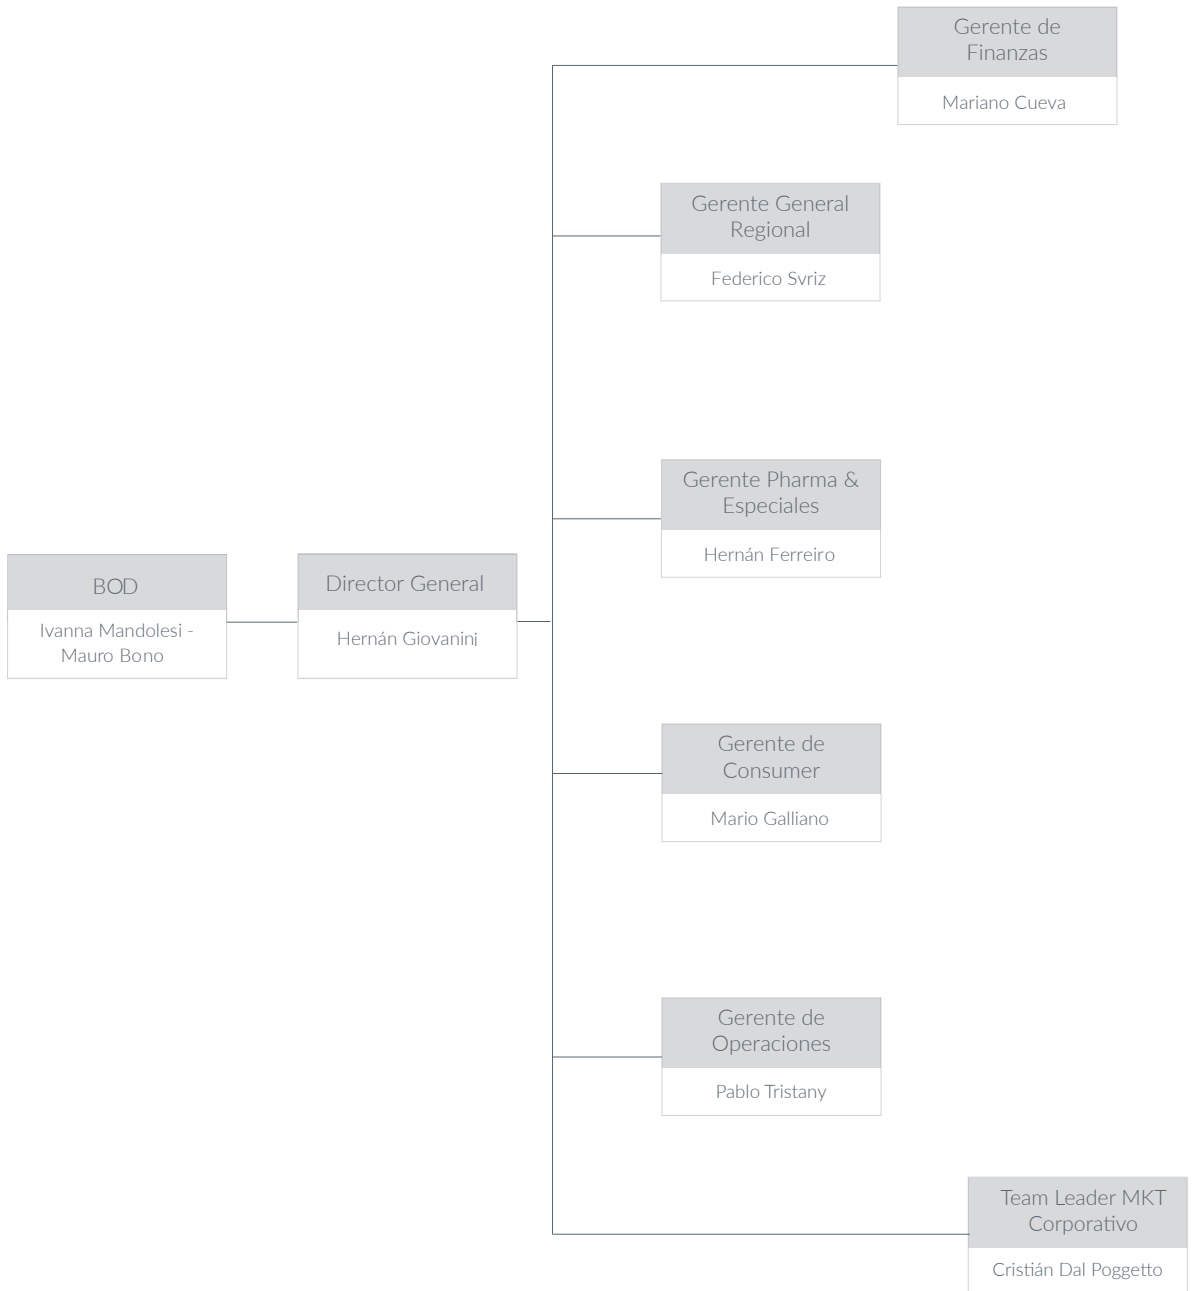 Gerente de
Finanzas
Mariano Cueva
Gerente General
Regional
Federico Svriz
Gerente Pharma &
Especiales
Hernán Ferreiro
BOD
Ivanna Mandolesi -
Mauro Bono
Director General
Hernán Giovanini
Gerente de
Consumer
Mario Galliano
Gerente de
Operaciones
Pablo Tristany
Team Leader MKT
Corporativo
Cristián Dal Poggetto